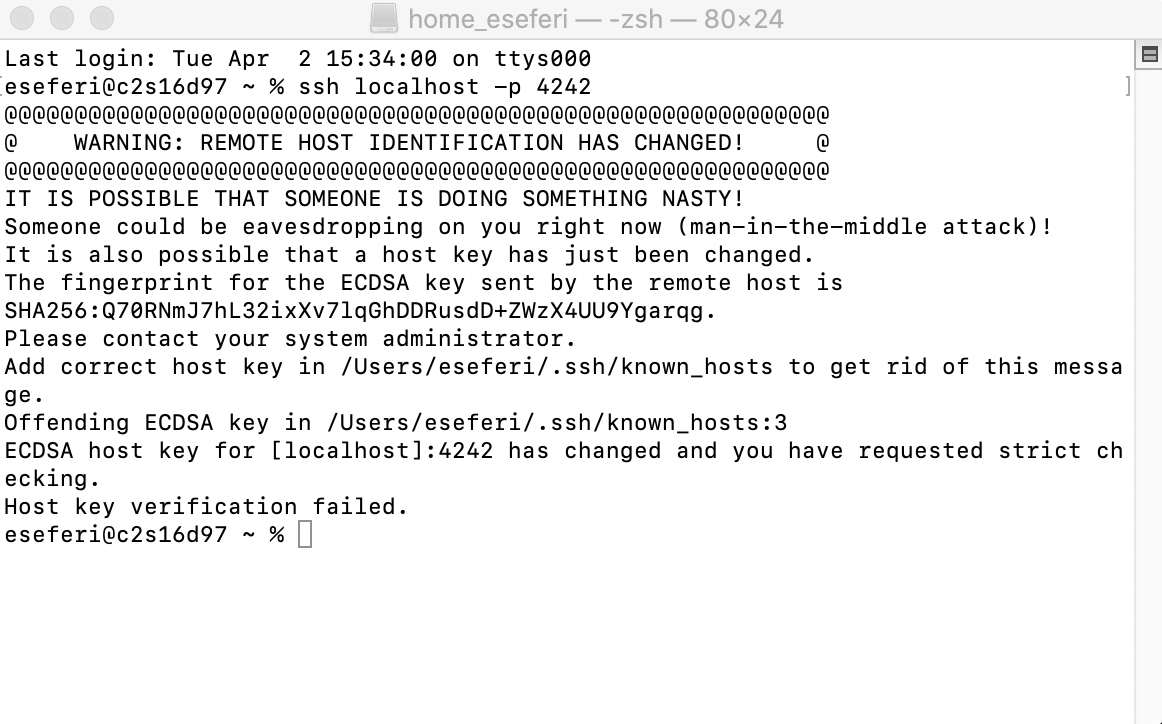 home_eseferi — -zsh — 80×24
Last login: Tue Apr  2 15:34:00 on ttys000
eseferi@c2s16d97 ~ % ssh localhost -p 4242
@@@@@@@@@@@@@@@@@@@@@@@@@@@@@@@@@@@@@@@@@@@@@@@@@@@@@@@@@@@
@    WARNING: REMOTE HOST IDENTIFICATION HAS CHANGED!     @
@@@@@@@@@@@@@@@@@@@@@@@@@@@@@@@@@@@@@@@@@@@@@@@@@@@@@@@@@@@
IT IS POSSIBLE THAT SOMEONE IS DOING SOMETHING NASTY!
Someone could be eavesdropping on you right now (man-in-the-middle attack)!
It is also possible that a host key has just been changed.
The fingerprint for the ECDSA key sent by the remote host is
SHA256:Q70RNmJ7hL32ixXv7lqGhDDRusdD+ZWzX4UU9Ygarqg.
Please contact your system administrator.
Add correct host key in /Users/eseferi/.ssh/known_hosts to get rid of this messa
ge.
Offending ECDSA key in /Users/eseferi/.ssh/known_hosts:3
ECDSA host key for [localhost]:4242 has changed and you have requested strict ch
ecking.
Host key verification failed.
eseferi@c2s16d97 ~ %